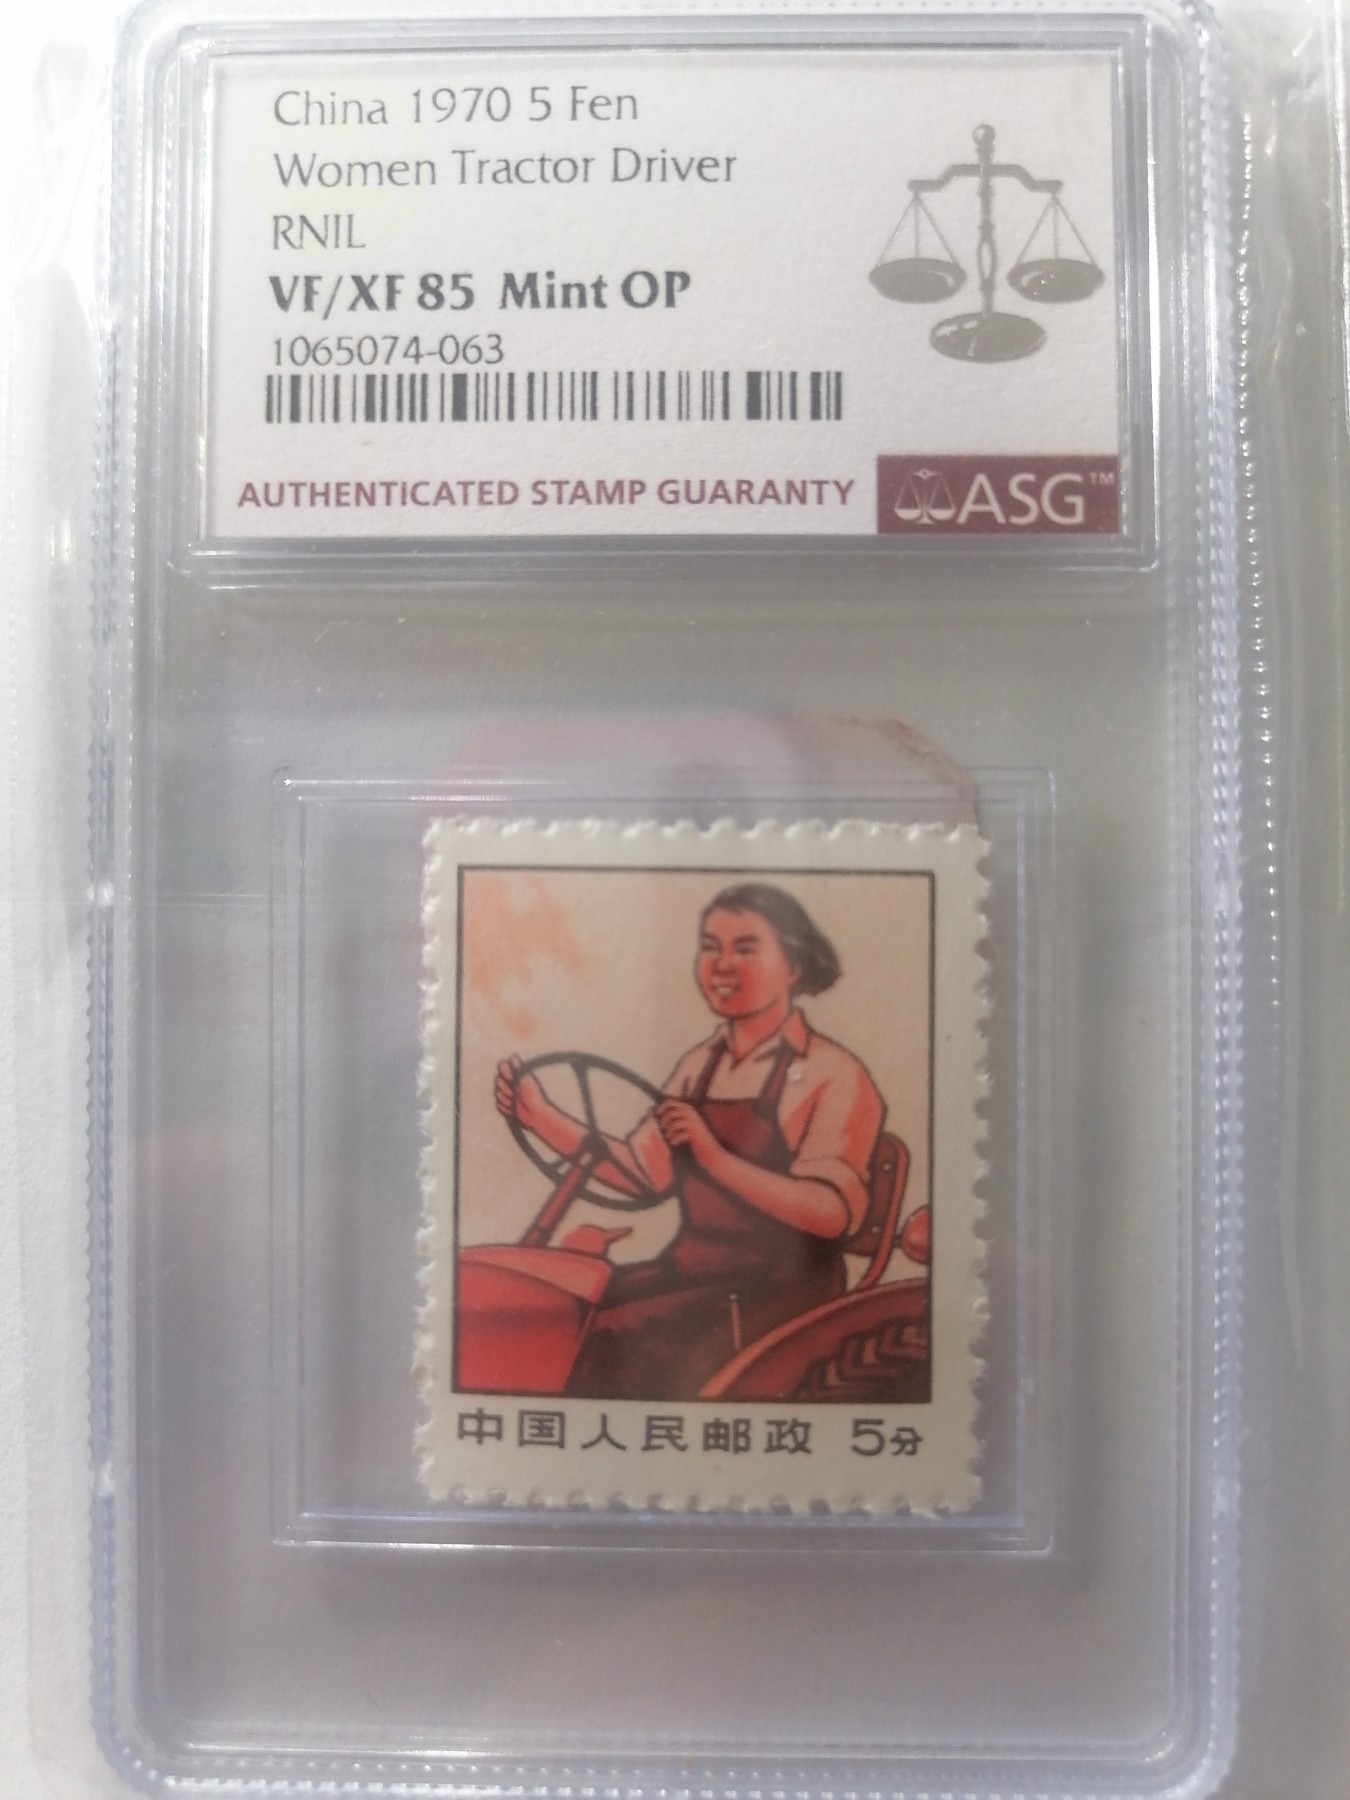 China 1970 5 Fen
Women Tractor Driver
RNIL
VF/XF 85 Mint OP
1065074-063
AUTHENTICATED STAMP GUARANTY ASG™
中国人民邮政 5分